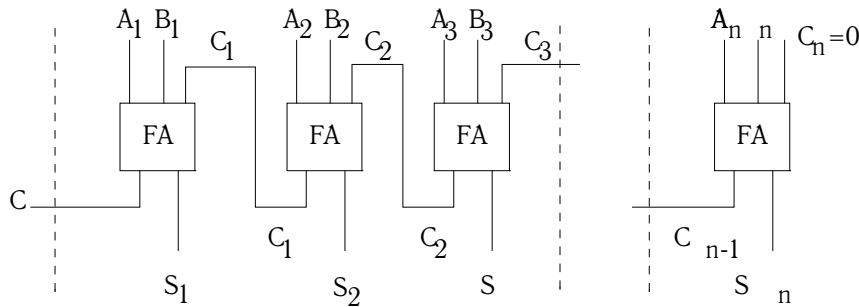 A1 B1 C1 A2 B2 C2 A3 B3 C3 An n Cn=0
FA FA FA FA
C
C1 C2 C n-1
S1 S2 S S n